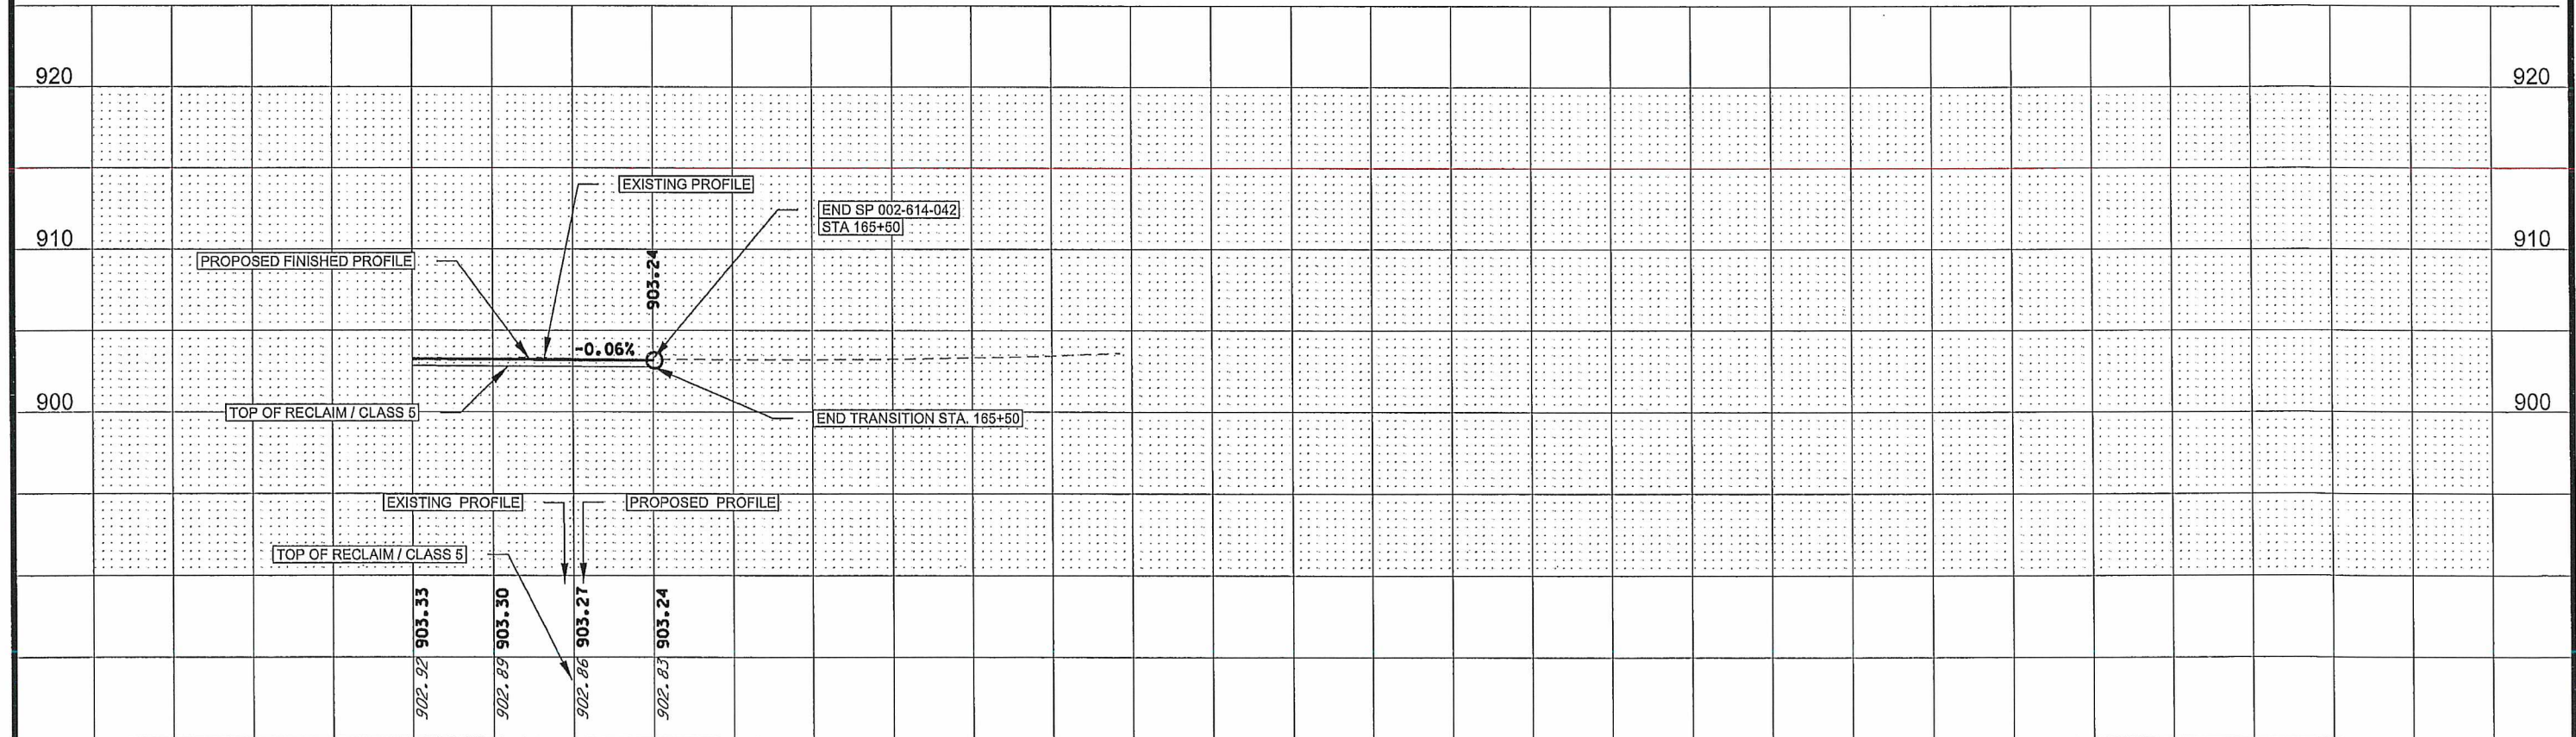 920
920
EXISTING PROFILE
END SP 002-614-042
STA 165+50
910
910
PROPOSED FINISHED PROFILE
903.24
-0.06%
900
900
TOP OF RECLAIM / CLASS 5
END TRANSITION STA. 165+50
EXISTING PROFILE
PROPOSED PROFILE
TOP OF RECLAIM / CLASS 5
902.92 903.33
902.89 903.30
902.86 903.27
902.83 903.24